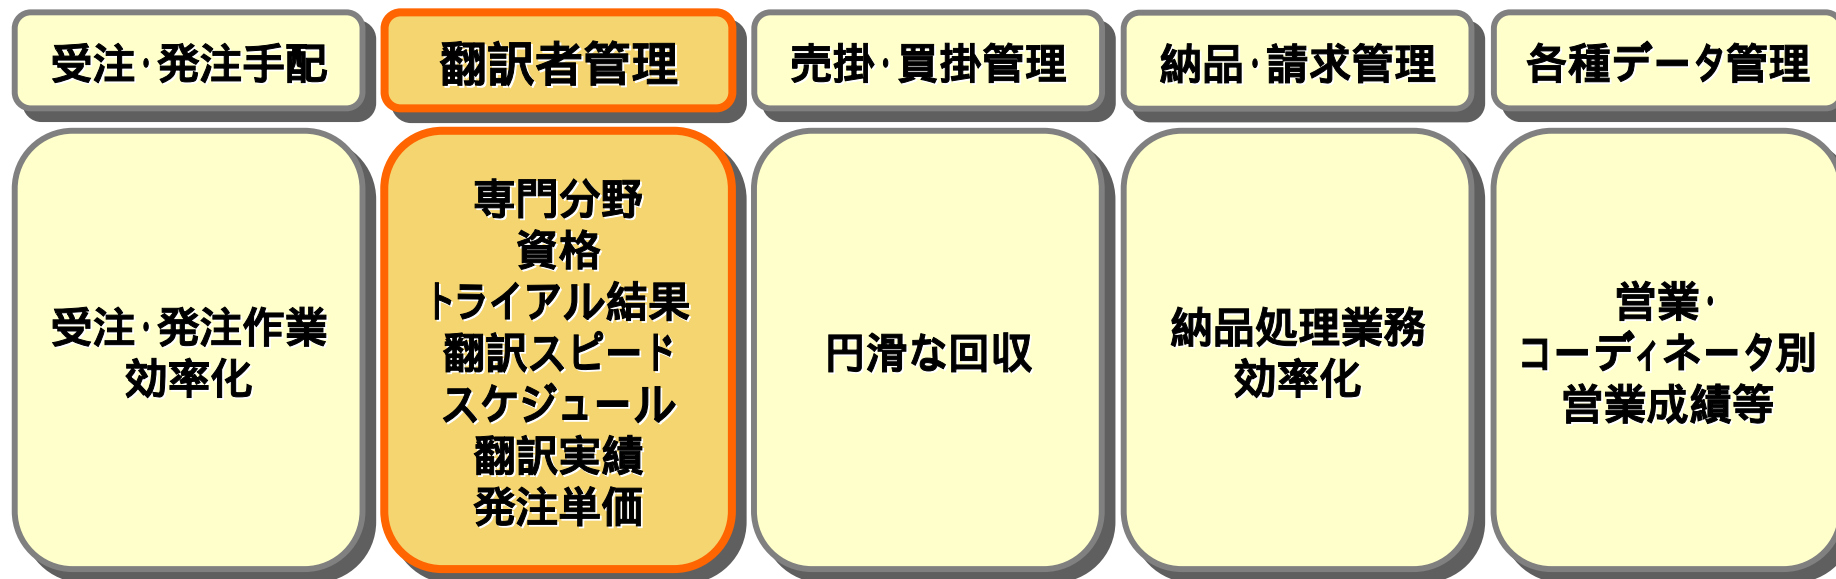 受注･発注手配
翻訳者管理
売掛･買掛管理
納品･請求管理
各種データ管理
受注･発注作業
効率化
専門分野
資格
トライアル結果
翻訳スピード
スケジュール
翻訳実績
発注単価
円滑な回収
納品処理業務
効率化
営業･
コーディネータ別
営業成績等